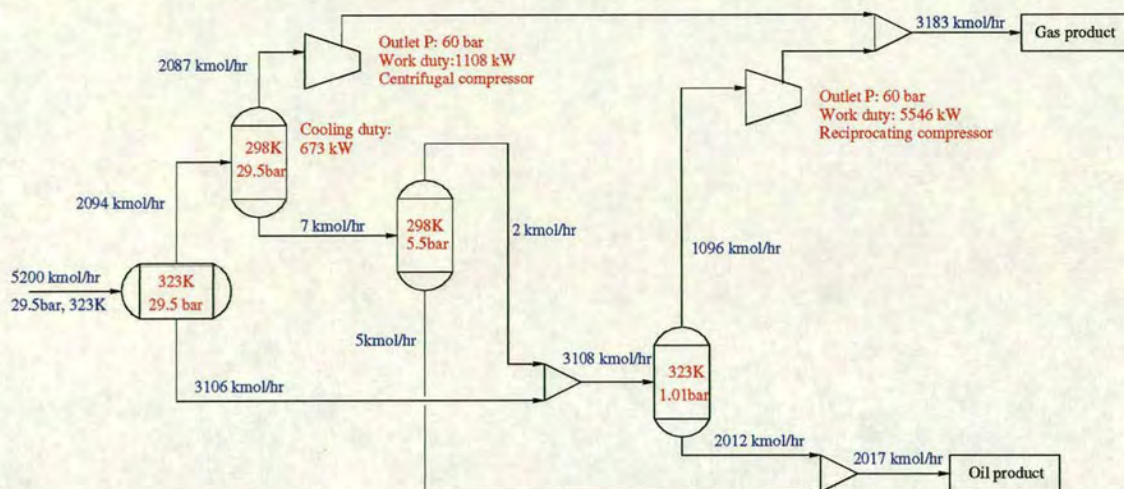 3183 kmol/hr
Gas product
2087 kmol/hr
Outlet P: 60 bar
Work duty:1108 kW
Centrifugal compressor
Outlet P: 60 bar
Work duty: 5546 kW
Reciprocating compressor
Cooling duty:
673 kW
298K
29.5bar
2094 kmol/hr
7 kmol/hr
298K
5.5bar
2 kmol/hr
1096 kmol/hr
5200 kmol/hr
29.5bar, 323K
323K
29.5 bar
5kmol/hr
3106 kmol/hr
3108 kmol/hr
323K
1.01bar
2012 kmol/hr
2017 kmol/hr
Oil product